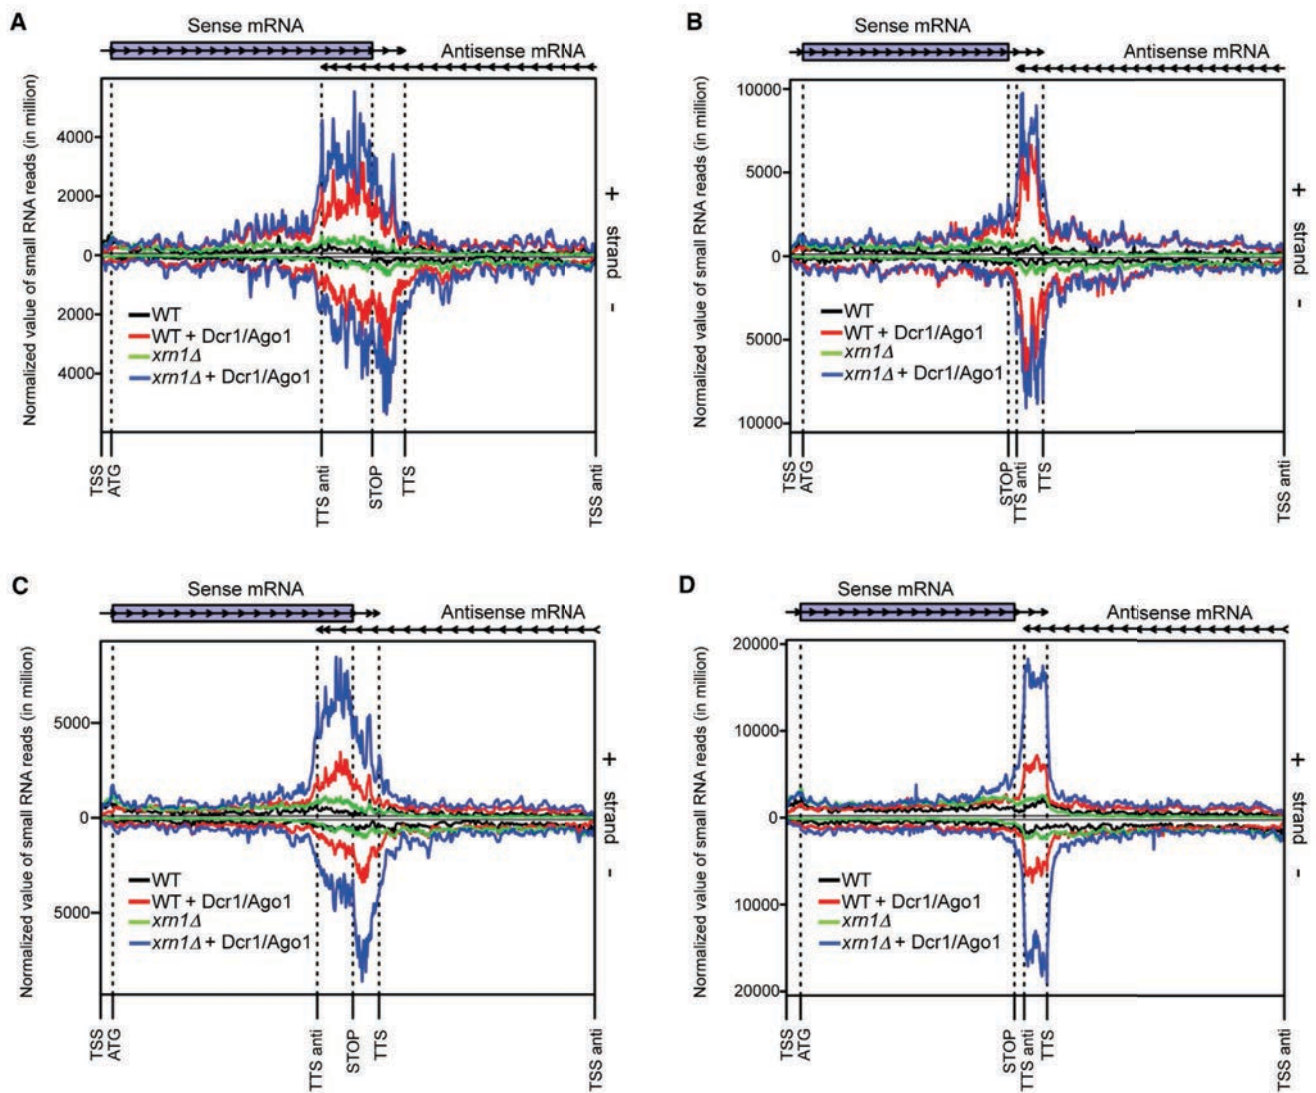 A
Sense mRNA
Antisense mRNA
Normalized value of small RNA reads (in million)
4000
2000
0
2000
4000
WT
WT + Dcr1/Ago1
xrn1Δ
xrn1Δ + Dcr1/Ago1
+ strand -
TSS
ATG
TTS anti
STOP
TTS
TSS anti
B
Sense mRNA
Antisense mRNA
Normalized value of small RNA reads (in million)
10000
5000
0
5000
10000
WT
WT + Dcr1/Ago1
xrn1Δ
xrn1Δ + Dcr1/Ago1
+ strand -
TSS
ATG
STOP
TTS anti
TTS
TSS anti
C
Sense mRNA
Antisense mRNA
Normalized value of small RNA reads (in million)
5000
0
5000
WT
WT + Dcr1/Ago1
xrn1Δ
xrn1Δ + Dcr1/Ago1
+ strand -
TSS
ATG
TTS anti
STOP
TTS
TSS anti
D
Sense mRNA
Antisense mRNA
Normalized value of small RNA reads (in million)
20000
10000
0
10000
20000
WT
WT + Dcr1/Ago1
xrn1Δ
xrn1Δ + Dcr1/Ago1
+ strand -
TSS
ATG
STOP
TTS anti
TTS
TSS anti